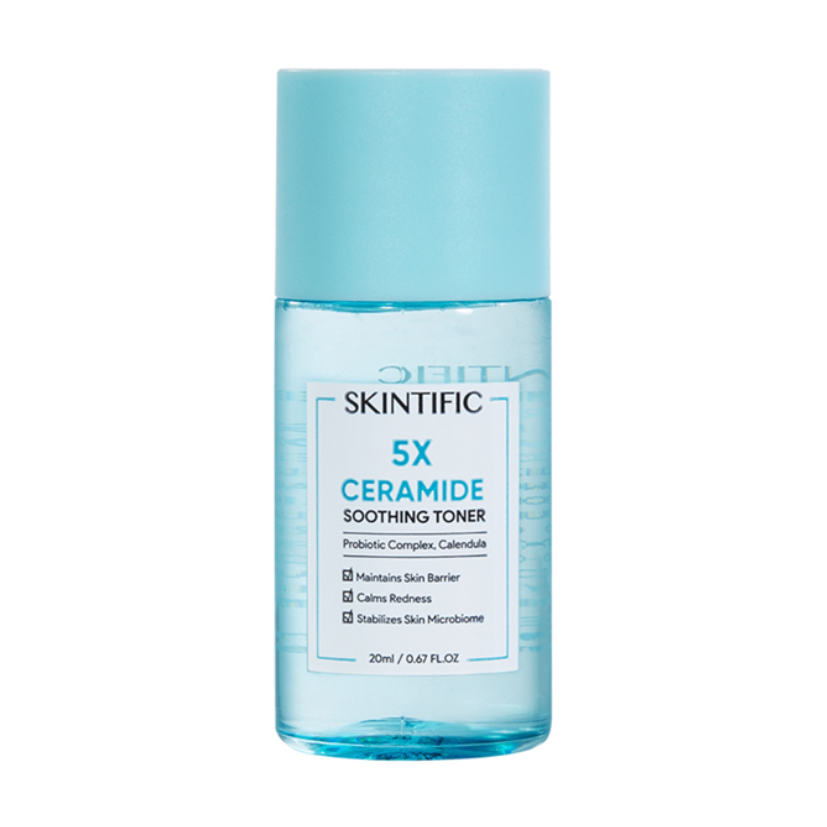 SKINTIFIC
5X
CERAMIDE
SOOTHING TONER
Probiotic Complex, Calendula
Maintains Skin Barrier
Calms Redness
Stabilizes Skin Microbiome
20ml / 0.67 FL.OZ